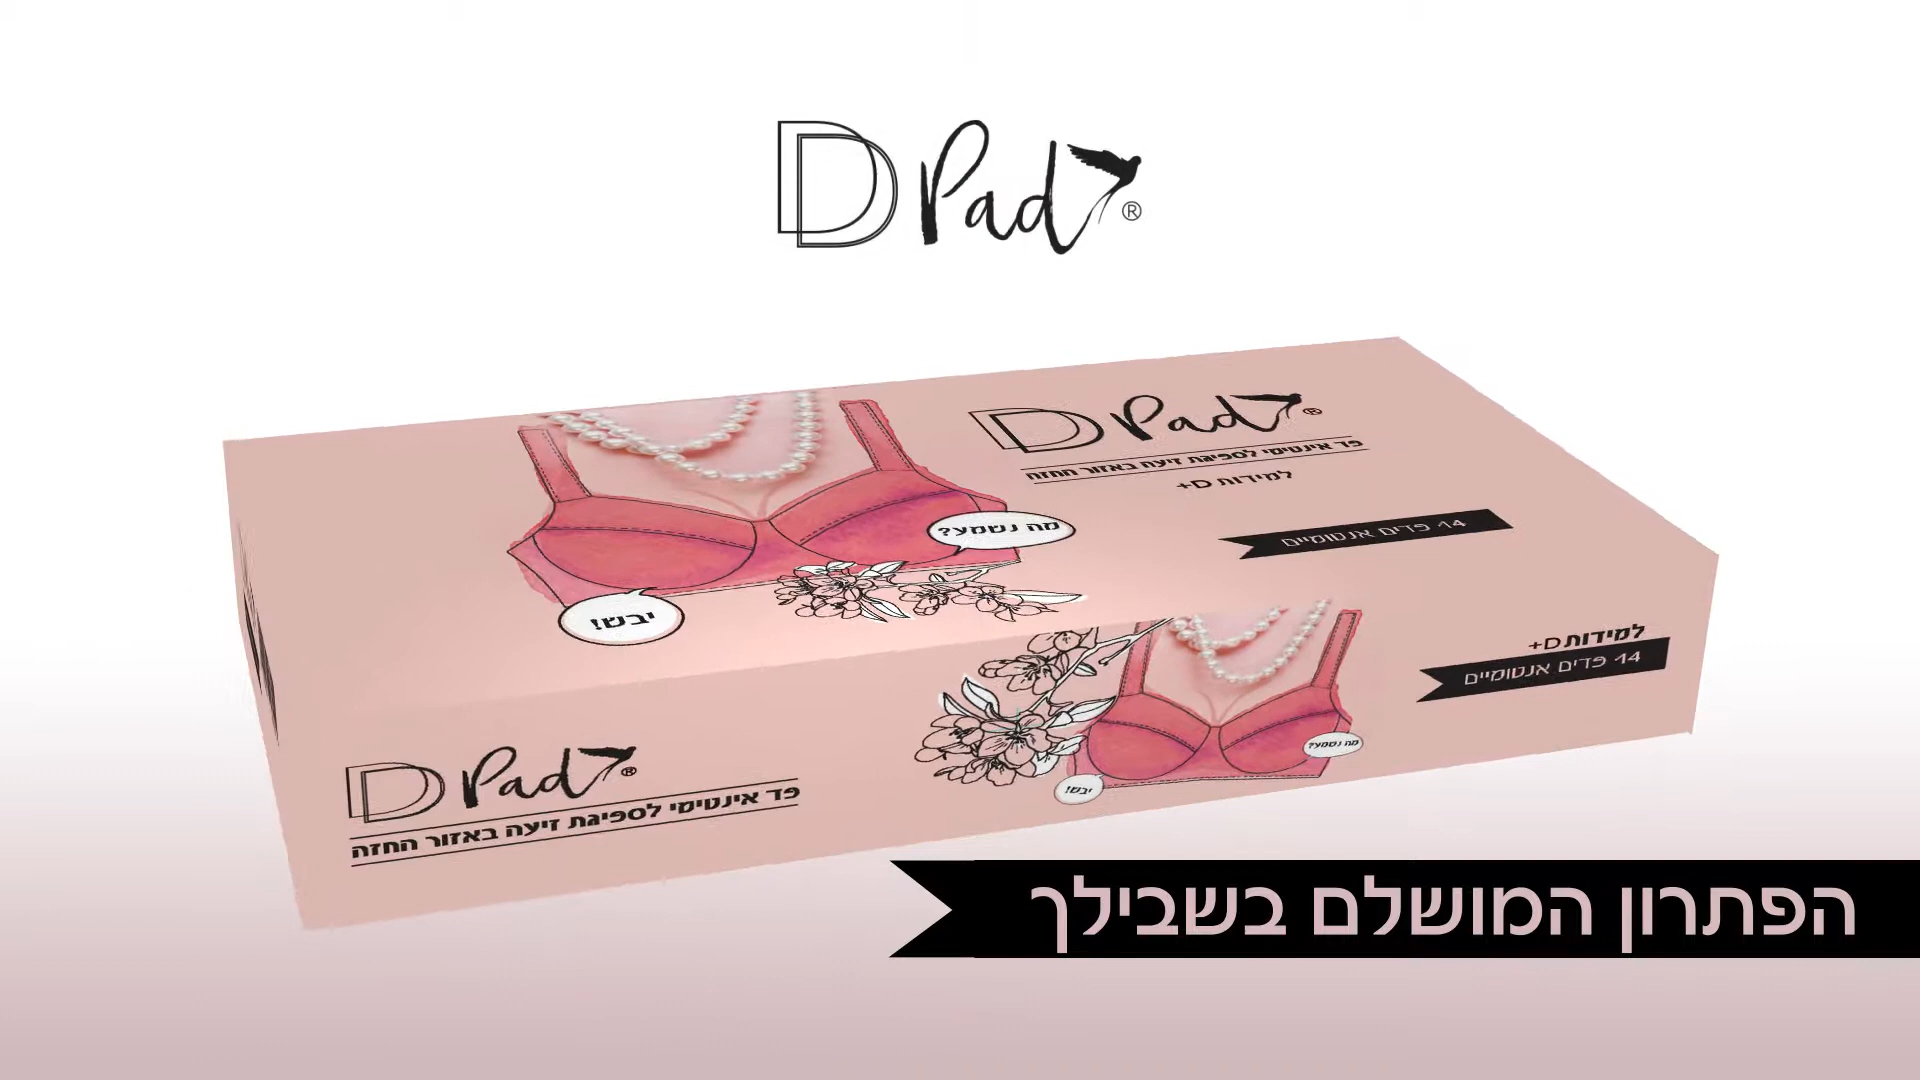 D Pad®
D Pad®
פד אינטימי לספיגת זיעה באזור החזה
למידות D+
14 פדים אנטומיים
מה נשמע?
יבש!
למידות D+
14 פדים אנטומיים
מה נשמע?
יבש!
D Pad®
פד אינטימי לספיגת זיעה באזור החזה
הפתרון המושלם בשבילך